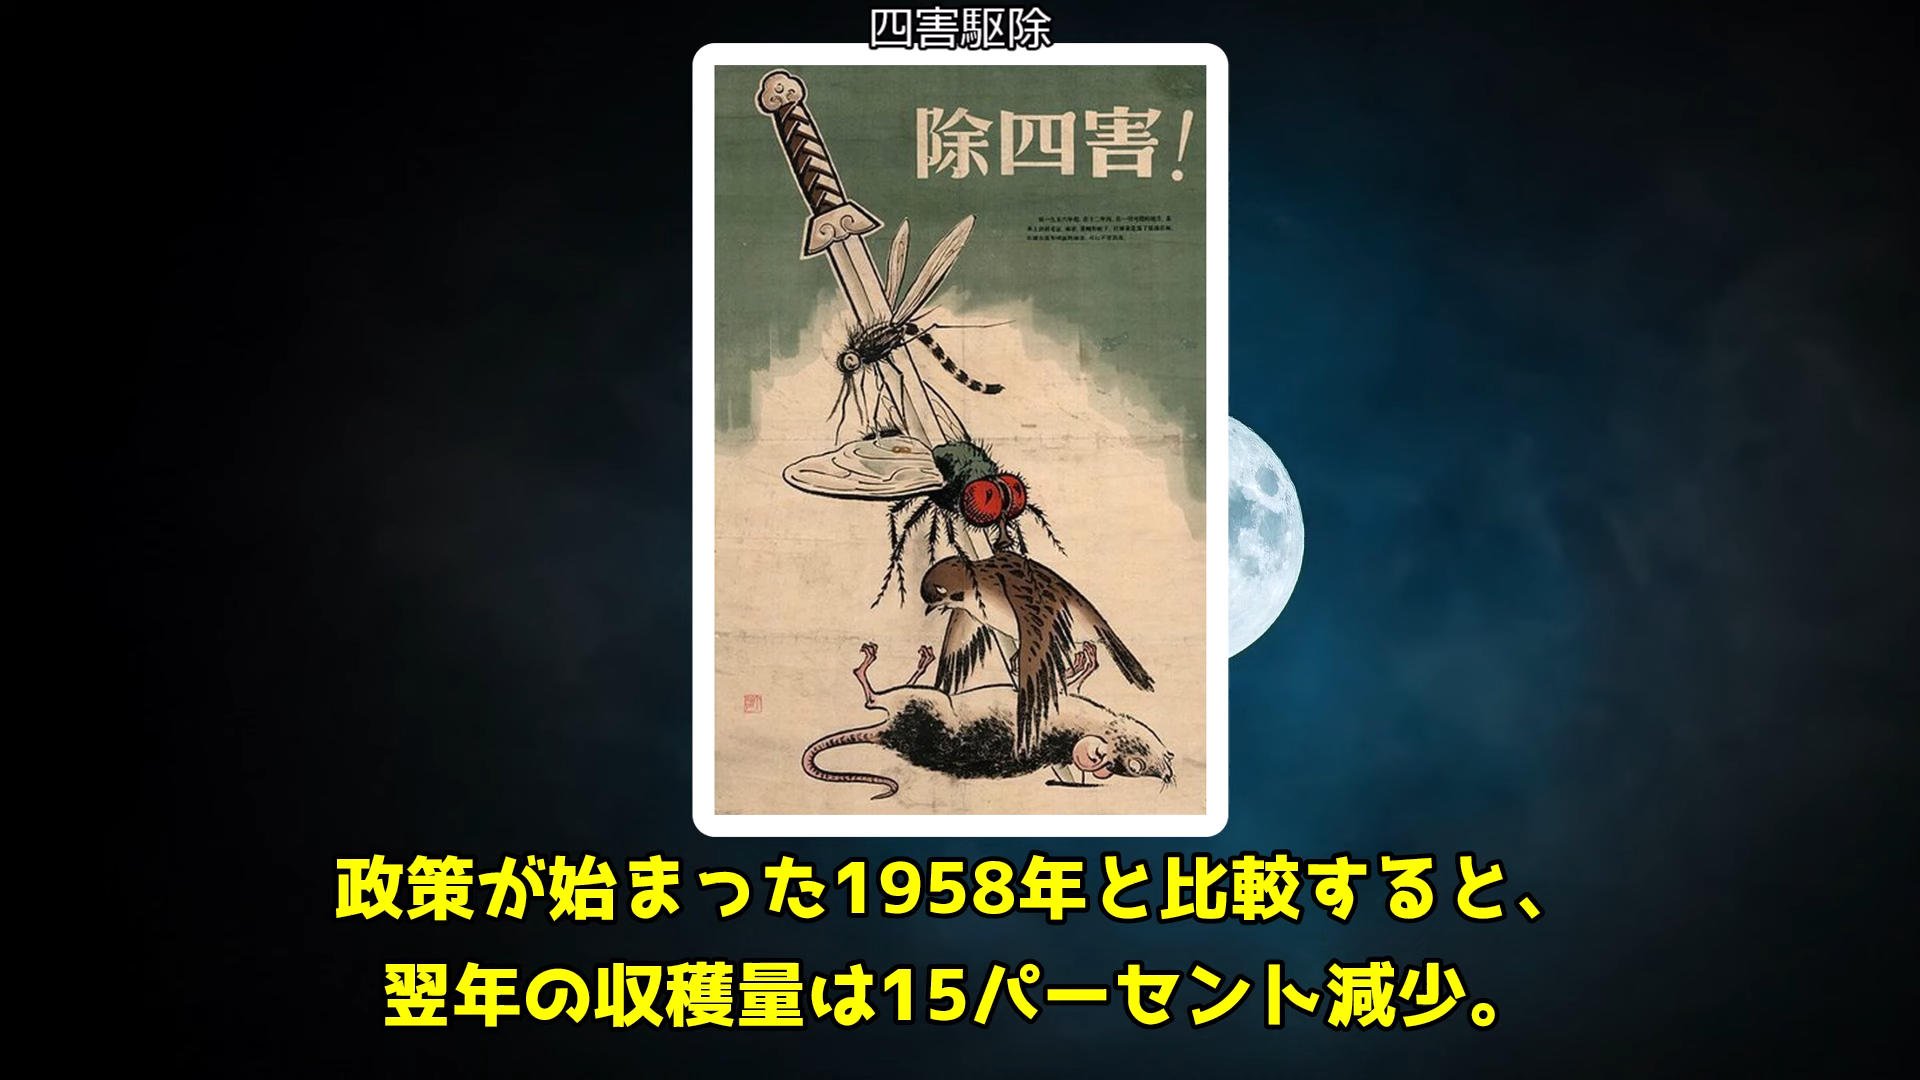 四害駆除
除四害!
政策が始まった1958年と比較すると、
翌年の収穫量は15パーセント減少。